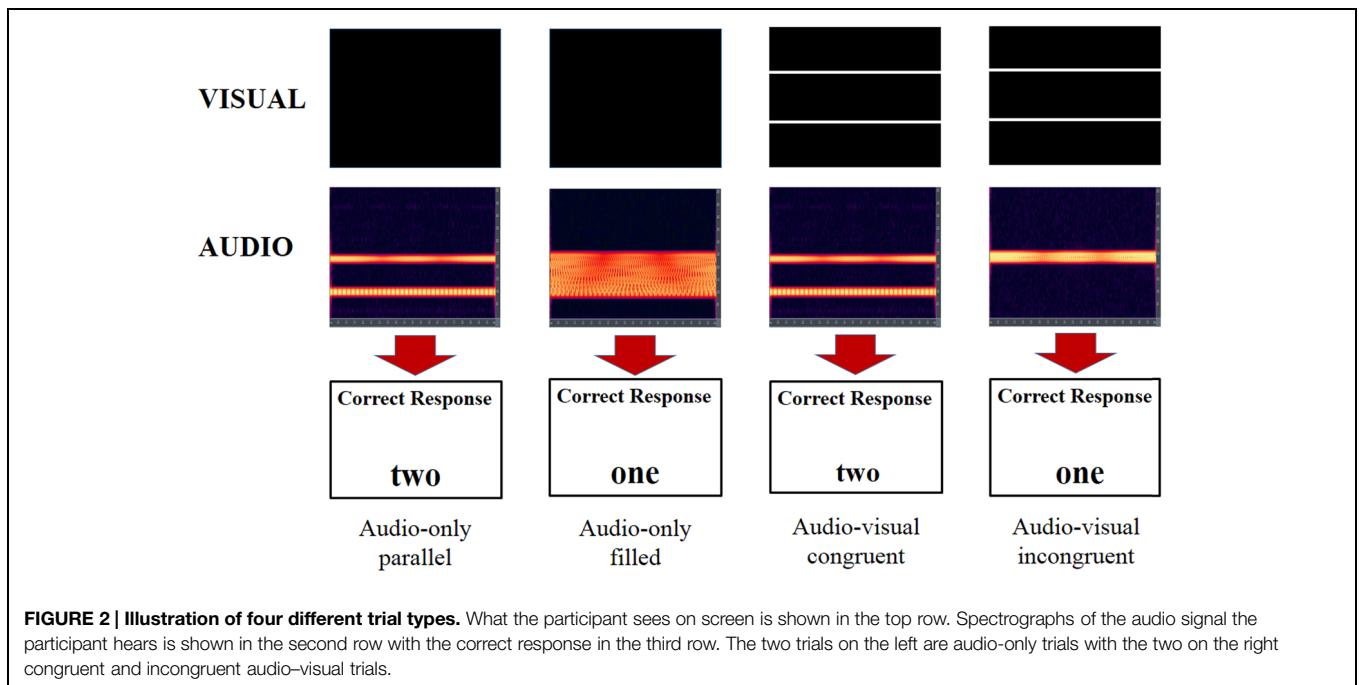 VISUAL
AUDIO
Correct Response
two
Correct Response
one
Correct Response
two
Correct Response
one
Audio-only
parallel
Audio-only
filled
Audio-visual
congruent
Audio-visual
incongruent
FIGURE 2 | Illustration of four different trial types. What the participant sees on screen is shown in the top row. Spectrographs of the audio signal the
participant hears is shown in the second row with the correct response in the third row. The two trials on the left are audio-only trials with the two on the right
congruent and incongruent audio–visual trials.